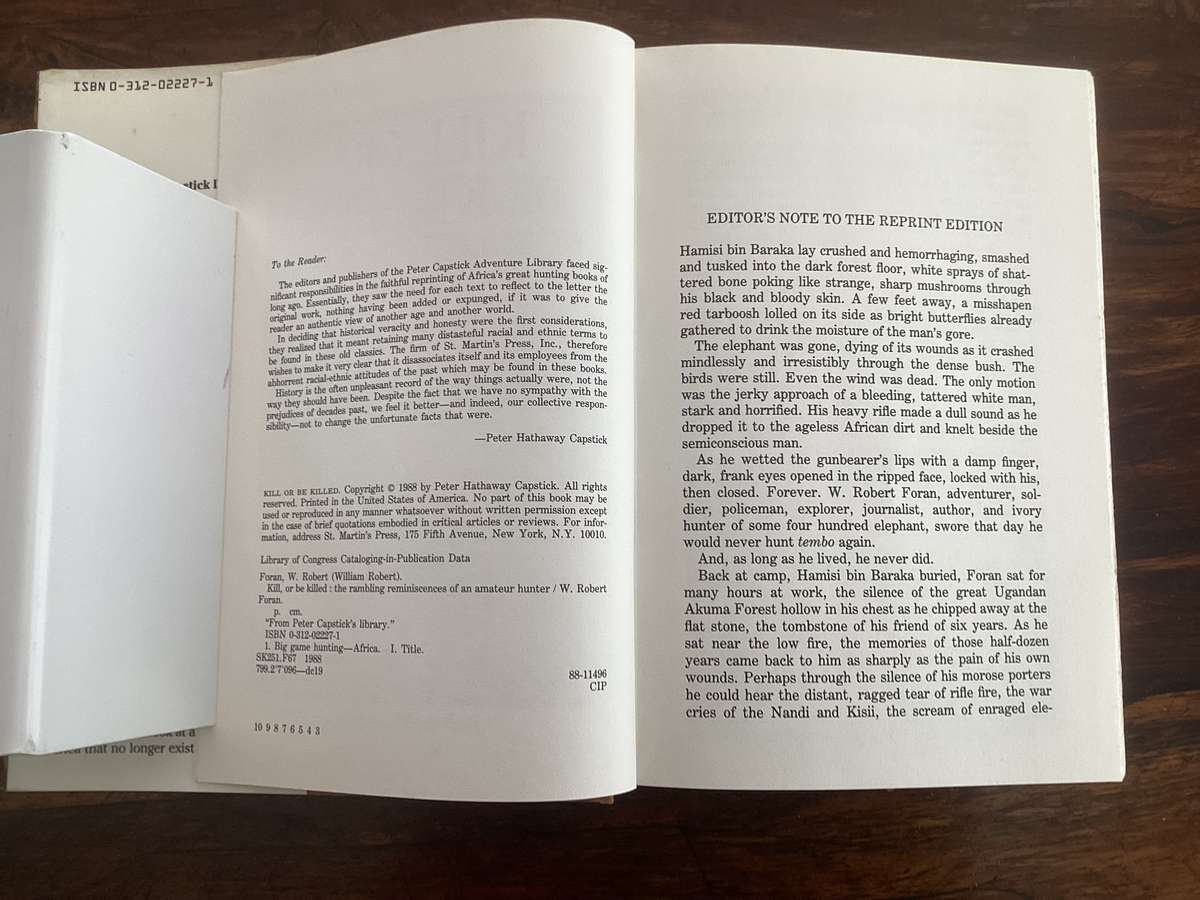 ISBN 0-312-02227-1
stick I
at a
that no longer exist
To the Reader:
The editors and publishers of the Peter Capstick Adventure Library faced sig-
nificant responsibilities in the faithful reprinting of Africa's great hunting books of
long ago. Essentially, they saw the need for each text to reflect to the letter the
original work, nothing having been added or expunged, if it was to give the
reader an authentic view of another age and another world.
In deciding that historical veracity and honesty were the first considerations,
they realized that it meant retaining many distasteful racial and ethnic terms to
be found in these old classics. The firm of St. Martin's Press, Inc., therefore
wishes to make it very clear that it disassociates itself and its employees from the
abhorrent racial-ethnic attitudes of the past which may be found in these books.
History is the often unpleasant record of the way things actually were, not the
way they should have been. Despite the fact that we have no sympathy with the
prejudices of decades past, we feel it better—and indeed, our collective respon-
sibility—not to change the unfortunate facts that were.
—Peter Hathaway Capstick
KILL OR BE KILLED. Copyright © 1988 by Peter Hathaway Capstick. All rights
reserved. Printed in the United States of America. No part of this book may be
used or reproduced in any manner whatsoever without written permission except
in the case of brief quotations embodied in critical articles or reviews. For infor-
mation, address St. Martin's Press, 175 Fifth Avenue, New York, N.Y. 10010.
Library of Congress Cataloging-in-Publication Data
Foran, W. Robert (William Robert).
Kill, or be killed : the rambling reminiscences of an amateur hunter / W. Robert
Foran.
p. cm.
"From Peter Capstick's library."
ISBN 0-312-02227-1
1. Big game hunting—Africa. I. Title.
SK251.F67 1988
799.2'7'096—dc19
88-11496
CIP
10 9 8 7 6 5 4 3
EDITOR'S NOTE TO THE REPRINT EDITION
Hamisi bin Baraka lay crushed and hemorrhaging, smashed
and tusked into the dark forest floor, white sprays of shat-
tered bone poking like strange, sharp mushrooms through
his black and bloody skin. A few feet away, a misshapen
red tarboosh lolled on its side as bright butterflies already
gathered to drink the moisture of the man's gore.
The elephant was gone, dying of its wounds as it crashed
mindlessly and irresistibly through the dense bush. The
birds were still. Even the wind was dead. The only motion
was the jerky approach of a bleeding, tattered white man,
stark and horrified. His heavy rifle made a dull sound as he
dropped it to the ageless African dirt and knelt beside the
semiconscious man.
As he wetted the gunbearer's lips with a damp finger,
dark, frank eyes opened in the ripped face, locked with his,
then closed. Forever. W. Robert Foran, adventurer, sol-
dier, policeman, explorer, journalist, author, and ivory
hunter of some four hundred elephant, swore that day he
would never hunt tembo again.
And, as long as he lived, he never did.
Back at camp, Hamisi bin Baraka buried, Foran sat for
many hours at work, the silence of the great Ugandan
Akuma Forest hollow in his chest as he chipped away at the
flat stone, the tombstone of his friend of six years. As he
sat near the low fire, the memories of those half-dozen
years came back to him as sharply as the pain of his own
wounds. Perhaps through the silence of his morose porters
he could hear the distant, ragged tear of rifle fire, the war
cries of the Nandi and Kisii, the scream of enraged ele-